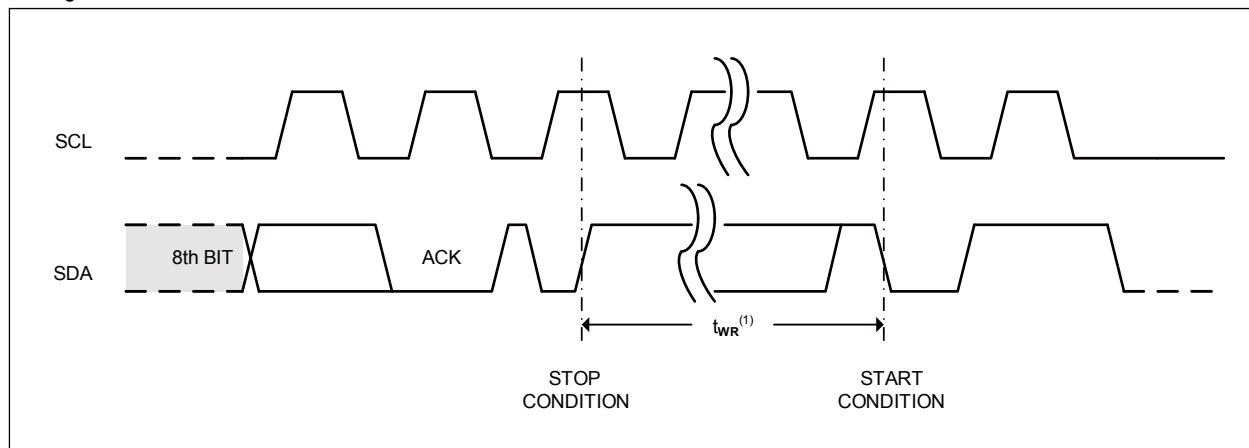 SCL
8th BIT
ACK
SDA
tWR(1)
STOP
CONDITION
START
CONDITION